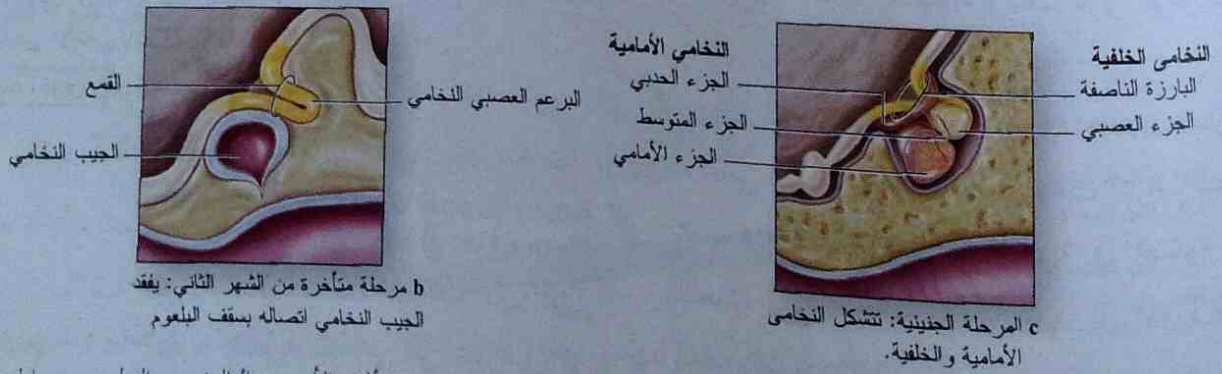 النخامي الأمامية
الجزء الحدبي
الجزء المتوسط
الجزء الأمامي
النخامى الخلفية
البارزة الناصفة
الجزء العصبي
c المرحلة الجنينية: تتشكل النخامى
الأمامية والخلفية.
القمع
البرعم العصبي النخامي
الجيب النخامي
b مرحلة متأخرة من الشهر الثاني: يفقد
الجيب النخامي اتصاله بسقف البلعوم